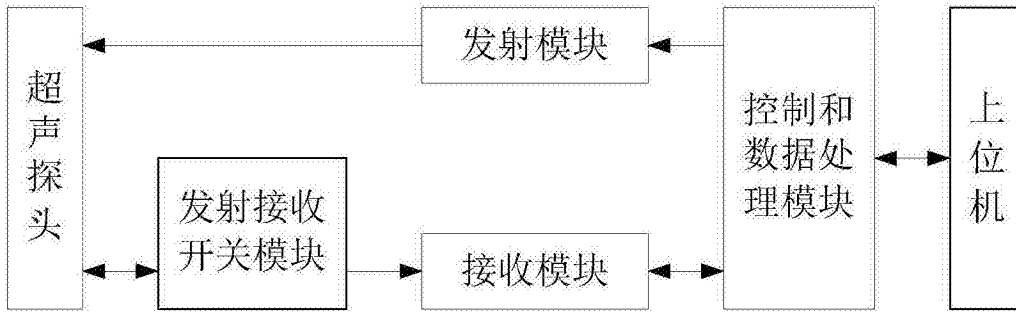 超声探头
发射模块
发射接收
开关模块
接收模块
控制和
数据处
理模块
上位机